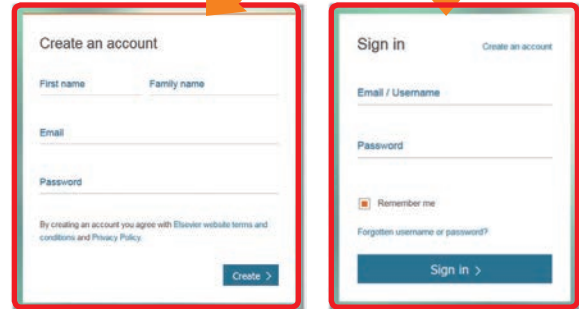 Create an account
First name Family name
Email
Password
By creating an account you agree with Elsevier website terms and
conditions and Privacy Policy.
Create >
Sign in Create an account
Email / Username
Password
Remember me
Forgotten username or password?
Sign in >